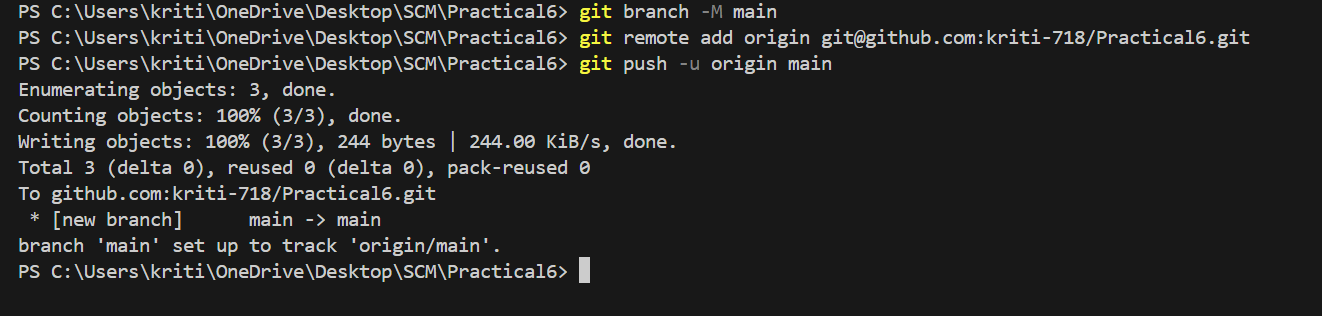 PS C:\Users\kriti\OneDrive\Desktop\SCM\Practical6> git branch -M main
PS C:\Users\kriti\OneDrive\Desktop\SCM\Practical6> git remote add origin git@github.com:kriti-718/Practical6.git
PS C:\Users\kriti\OneDrive\Desktop\SCM\Practical6> git push -u origin main
Enumerating objects: 3, done.
Counting objects: 100% (3/3), done.
Writing objects: 100% (3/3), 244 bytes | 244.00 KiB/s, done.
Total 3 (delta 0), reused 0 (delta 0), pack-reused 0
To github.com:kriti-718/Practical6.git
 * [new branch]      main -> main
branch 'main' set up to track 'origin/main'.
PS C:\Users\kriti\OneDrive\Desktop\SCM\Practical6>